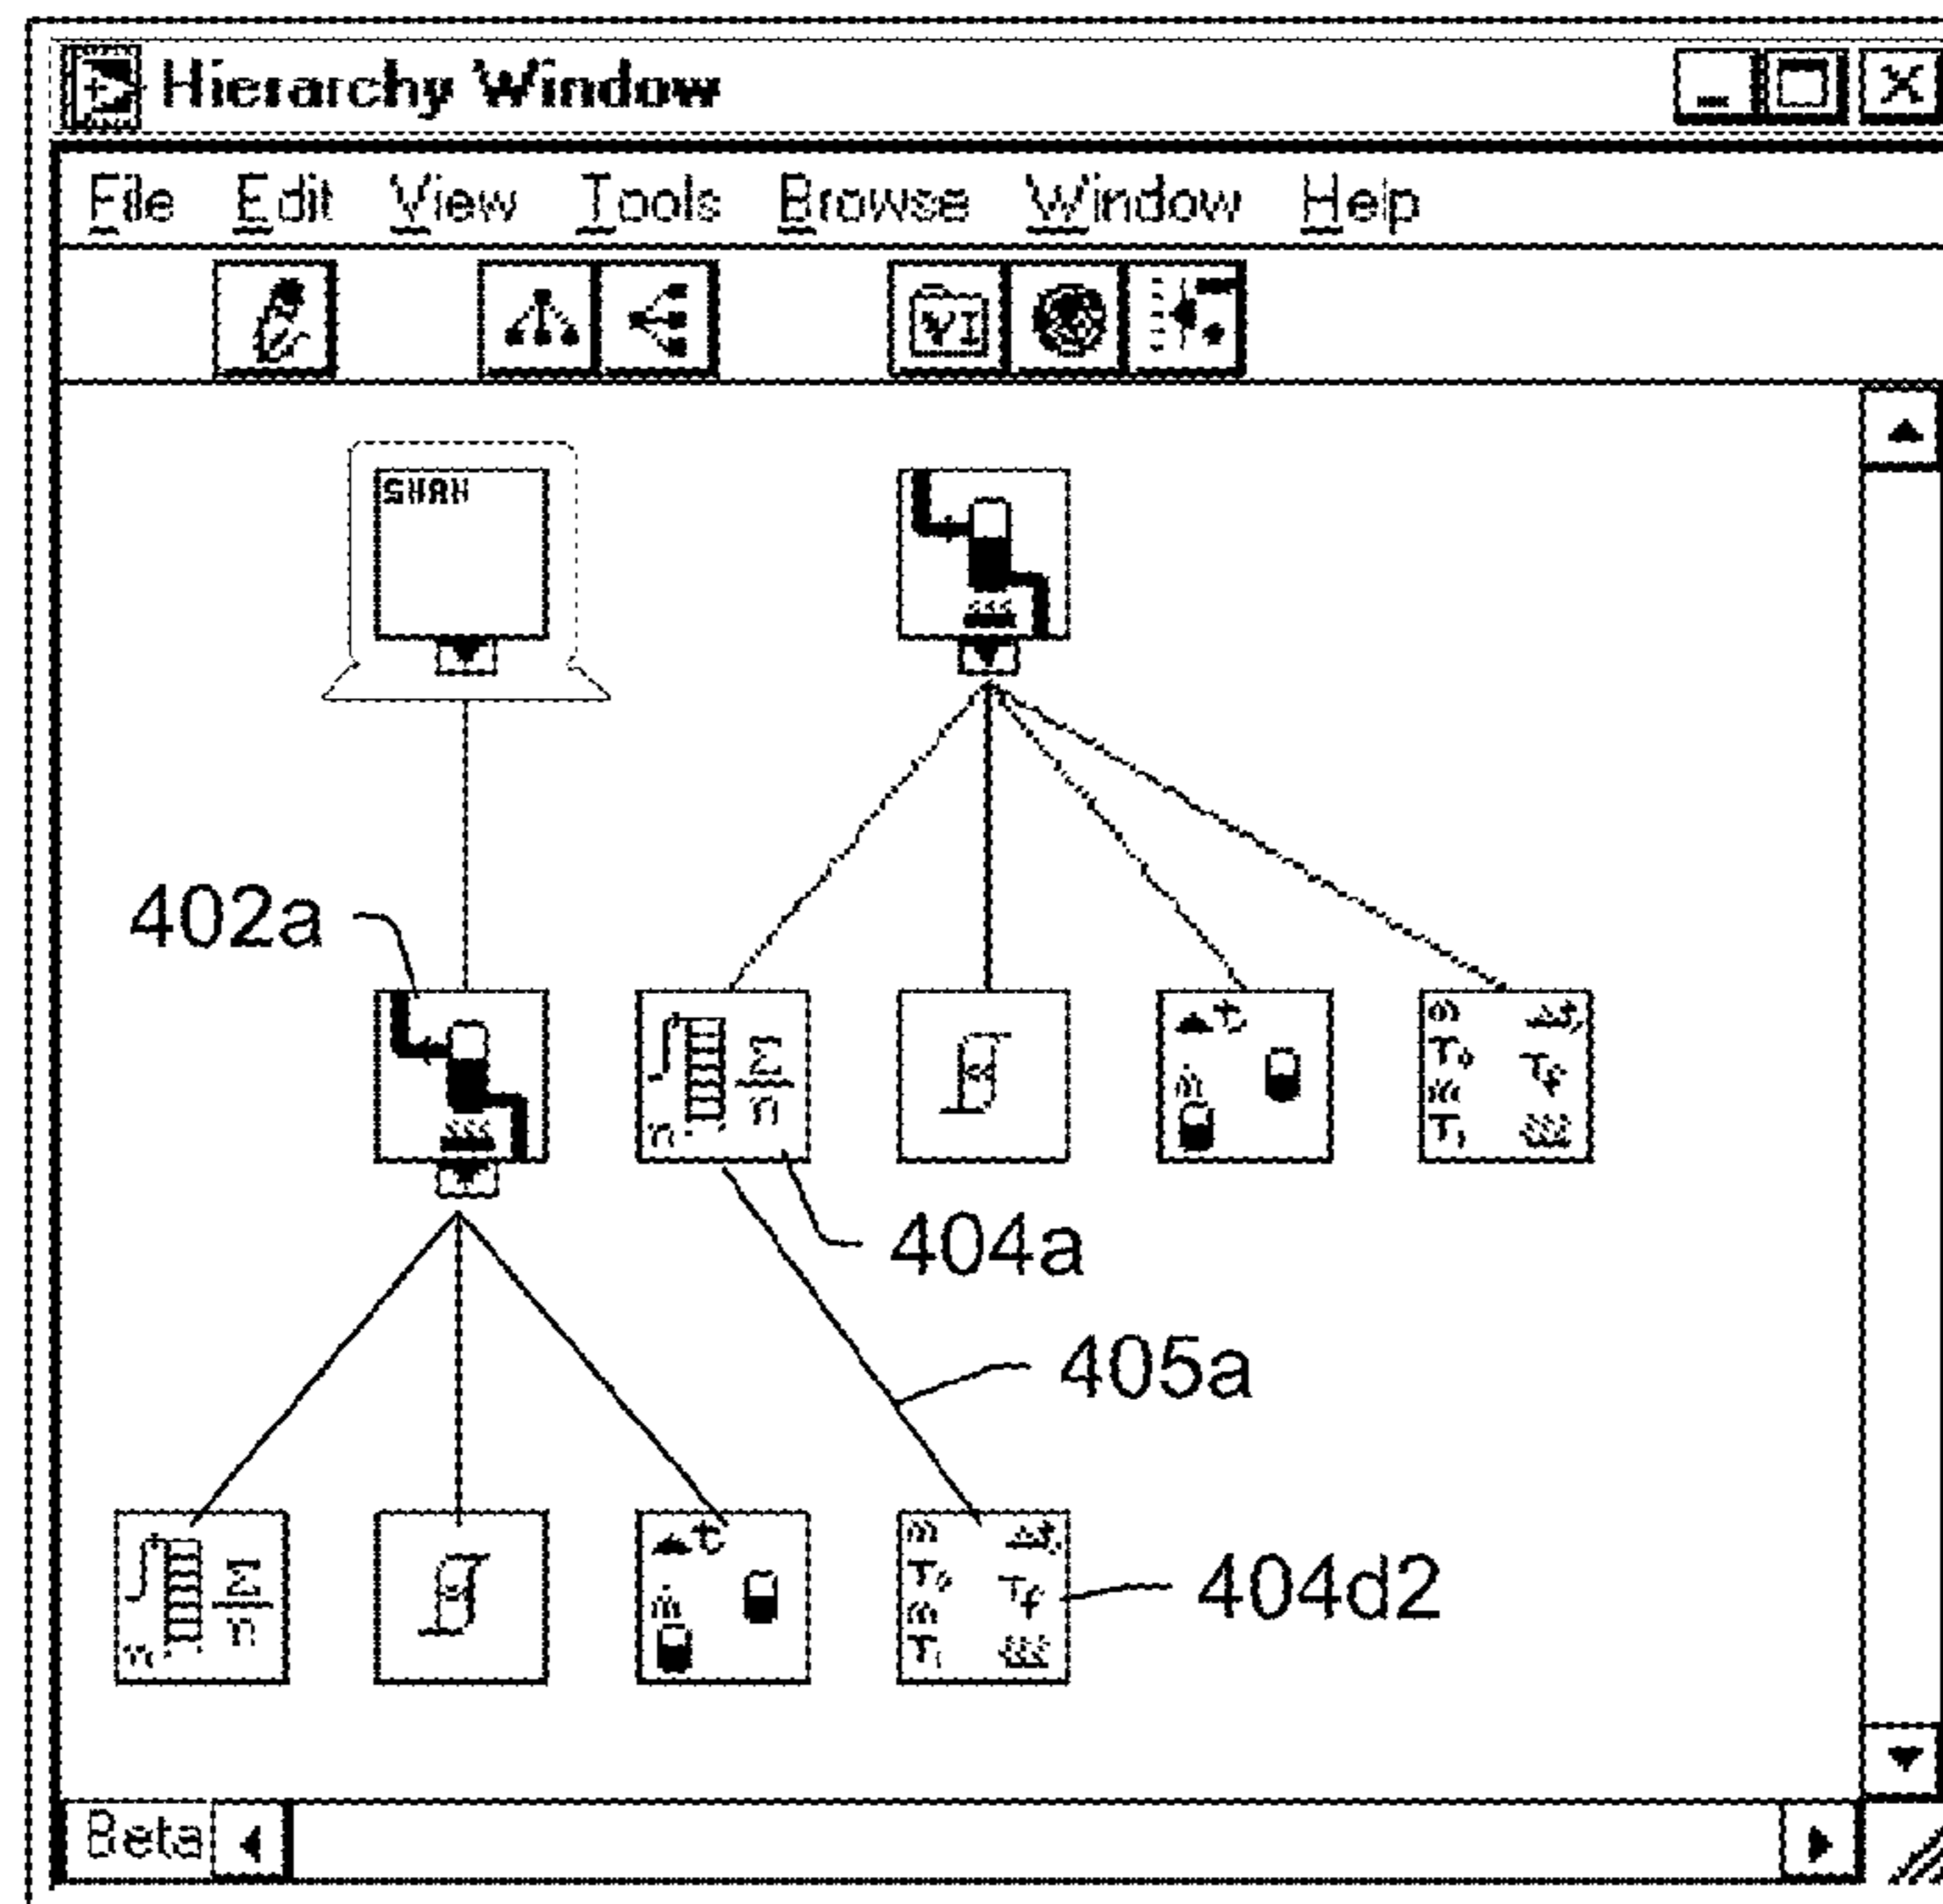 Hierarchy Window
File Edit View Tools Browse Window Help
VI
402a
t
Σ
n
n
404a
405a
t
Σ
n
n
404d2
Beta